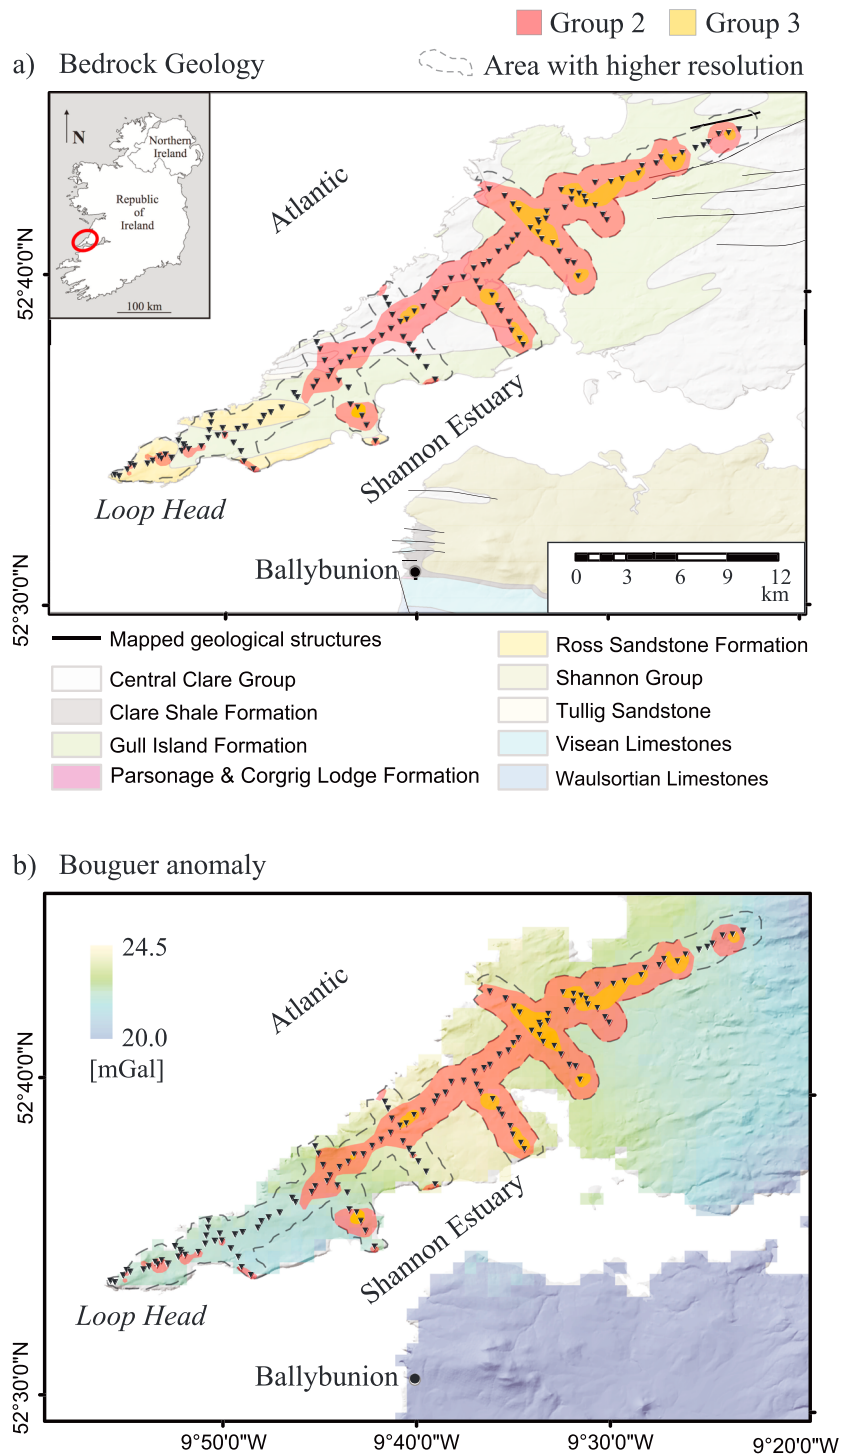 Group 2 Group 3
a) Bedrock Geology
Area with higher resolution
N
Northern
Ireland
Republic
of
Ireland
100 km
Atlantic
52°40'0"N
Shannon Estuary
Loop Head
Ballybunion
0 3 6 9 12
km
52°30'0"N
Mapped geological structures
Central Clare Group
Clare Shale Formation
Gull Island Formation
Parsonage & Corgrig Lodge Formation
Ross Sandstone Formation
Shannon Group
Tullig Sandstone
Visean Limestones
Waulsortian Limestones
b) Bouguer anomaly
24.5
20.0
[mGal]
Atlantic
52°40'0"N
Shannon Estuary
Loop Head
Ballybunion
52°30'0"N
9°50'0"W 9°40'0"W 9°30'0"W 9°20'0"W